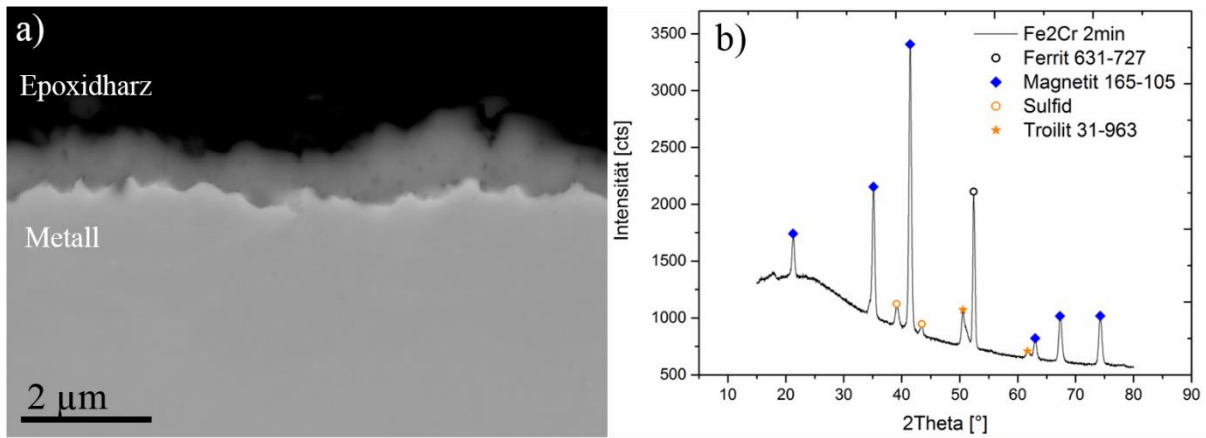 a)
Epoxidharz
Metall
2 µm
b)
Fe2Cr 2min
Ferrit 631-727
Magnetit 165-105
Sulfid
Troilit 31-963
Intensität [cts]
3500
3000
2500
2000
1500
1000
500
10 20 30 40 50 60 70 80 90
2Theta [°]